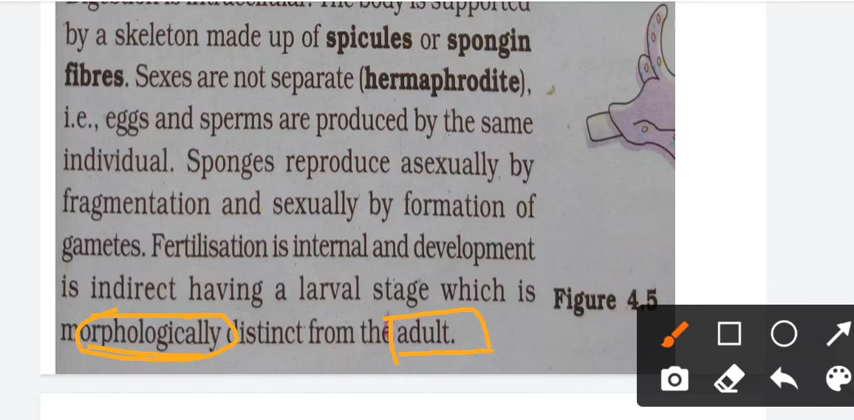 by a skeleton made up of spicules or spongin
fibres. Sexes are not separate (hermaphrodite),
i.e., eggs and sperms are produced by the same
individual. Sponges reproduce asexually by
fragmentation and sexually by formation of
gametes. Fertilisation is internal and development
is indirect having a larval stage which is
morphologically distinct from the adult.
Figure 4.5